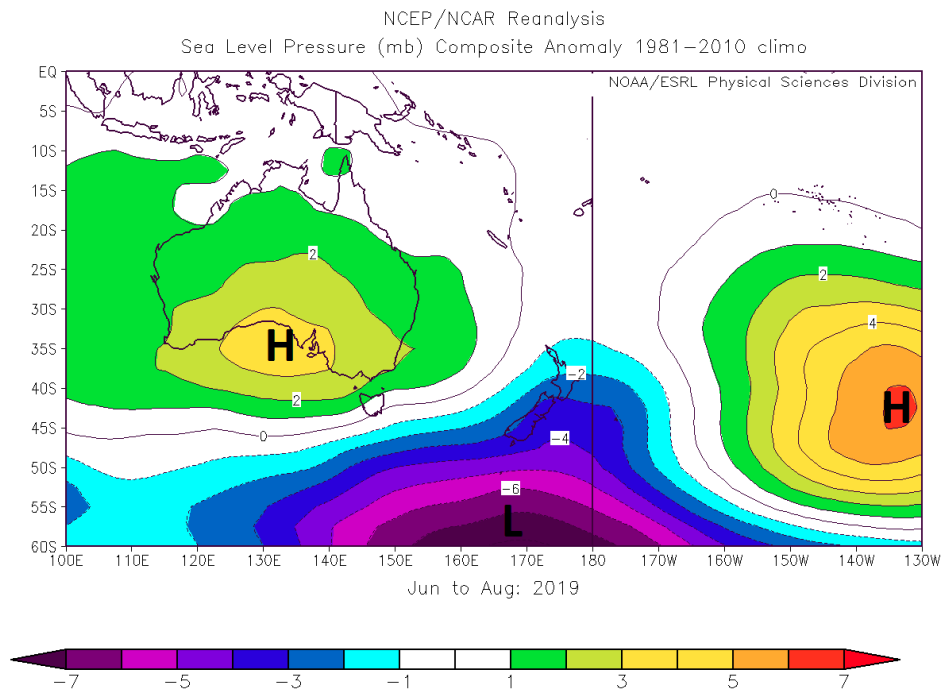 NCEP/NCAR Reanalysis
Sea Level Pressure (mb) Composite Anomaly 1981-2010 climo
NOAA/ESRL Physical Sciences Division
EQ
5S
10S
15S
20S
25S
30S
35S
40S
45S
50S
55S
60S
0
2
2
4
H
H
-2
2
0
-4
-6
L
100E 110E 120E 130E 140E 150E 160E 170E 180 170W 160W 150W 140W 130W
Jun to Aug: 2019
-7 -5 -3 -1 1 3 5 7